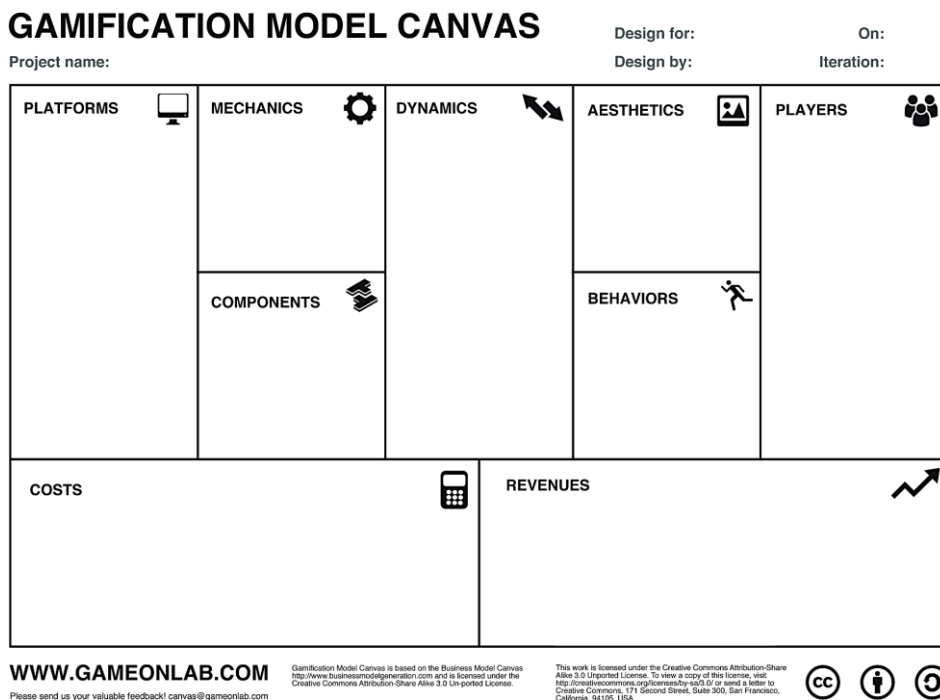 GAMIFICATION MODEL CANVAS
Design for:
On:
Project name:
Design by:
Iteration:
PLATFORMS
MECHANICS
DYNAMICS
AESTHETICS
PLAYERS
COMPONENTS
BEHAVIORS
COSTS
REVENUES
WWW.GAMEONLAB.COM
Please send us your valuable feedback! canvas@gameonlab.com
Gamification Model Canvas is based on the Business Model Canvas
http://www.businessmodelgeneration.com and is licensed under the
Creative Commons Attribution-Share Alike 3.0 Un-ported License.
This work is licensed under the Creative Commons Attribution-Share
Alike 3.0 Unported License. To view a copy of this license, visit
http://creativecommons.org/licenses/by-sa/3.0/ or send a letter to
Creative Commons, 171 Second Street, Suite 300, San Francisco,
California, 94105, USA.
cc